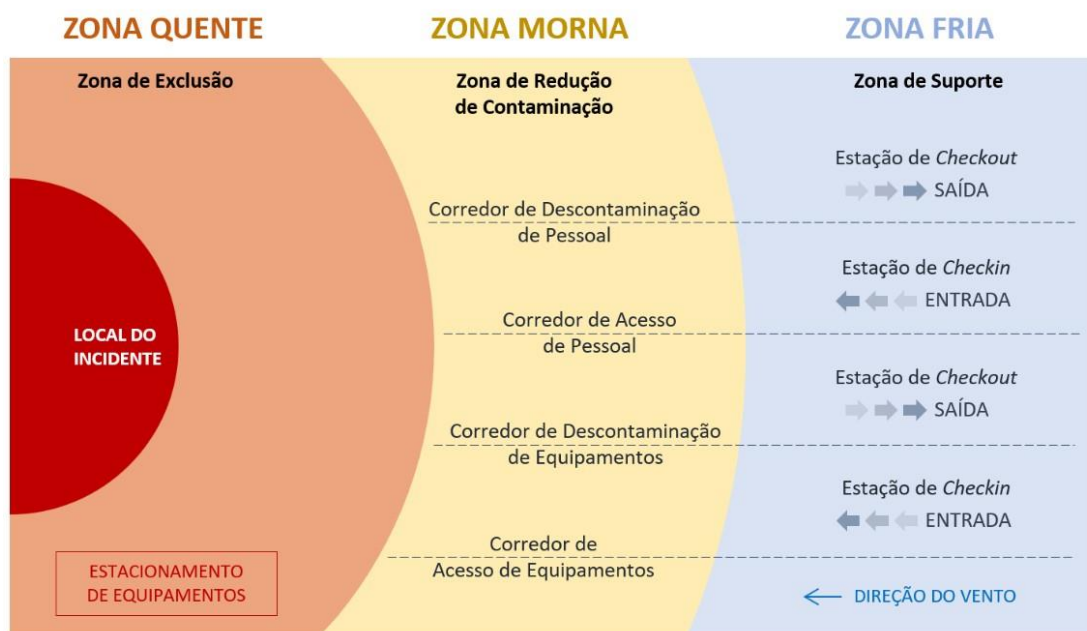 ZONA QUENTE
ZONA MORNA
ZONA FRIA
Zona de Exclusão
Zona de Redução
de Contaminação
Zona de Suporte
LOCAL DO
INCIDENTE
ESTACIONAMENTO
DE EQUIPAMENTOS
Corredor de Descontaminação
de Pessoal
Corredor de Acesso
de Pessoal
Corredor de Descontaminação
de Equipamentos
Corredor de
Acesso de Equipamentos
Estação de Checkout
SAÍDA
Estação de Checkin
ENTRADA
Estação de Checkout
SAÍDA
Estação de Checkin
ENTRADA
DIREÇÃO DO VENTO